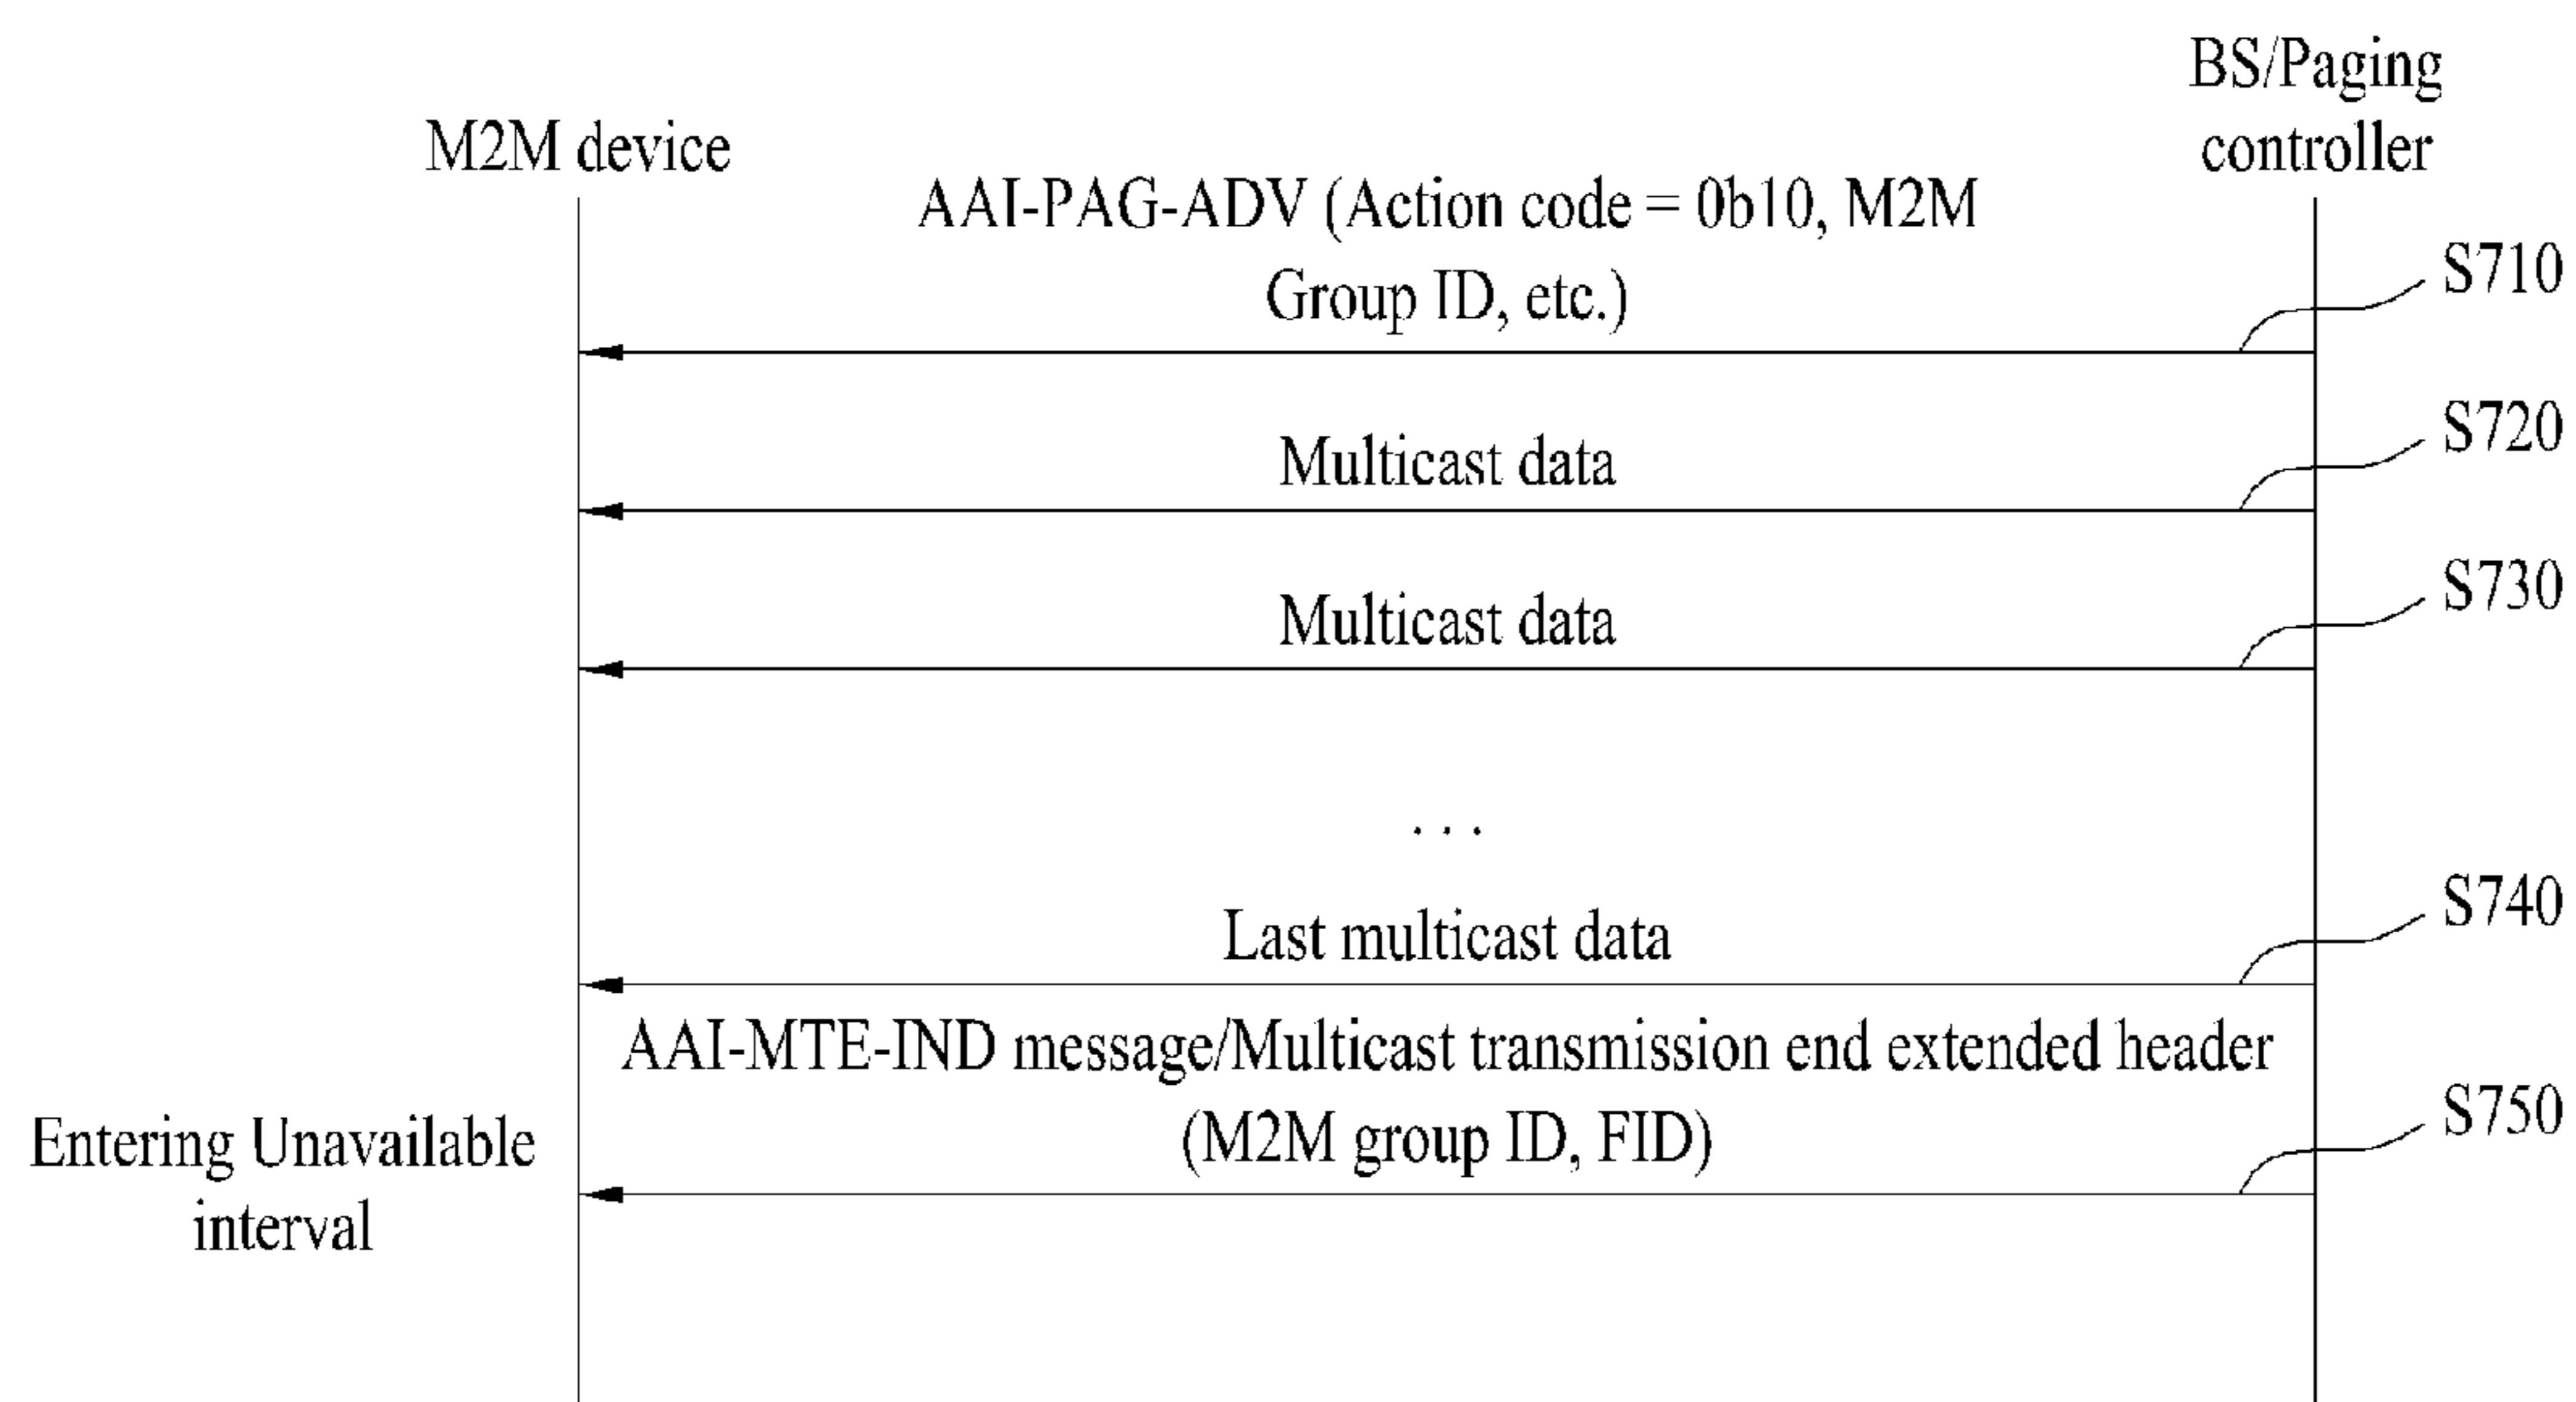 BS/Paging
controller
M2M device
AAI-PAG-ADV (Action code = 0b10, M2M
Group ID, etc.)
S710
Multicast data
S720
Multicast data
S730
. . .
Last multicast data
S740
AAI-MTE-IND message/Multicast transmission end extended header
(M2M group ID, FID)
S750
Entering Unavailable
interval